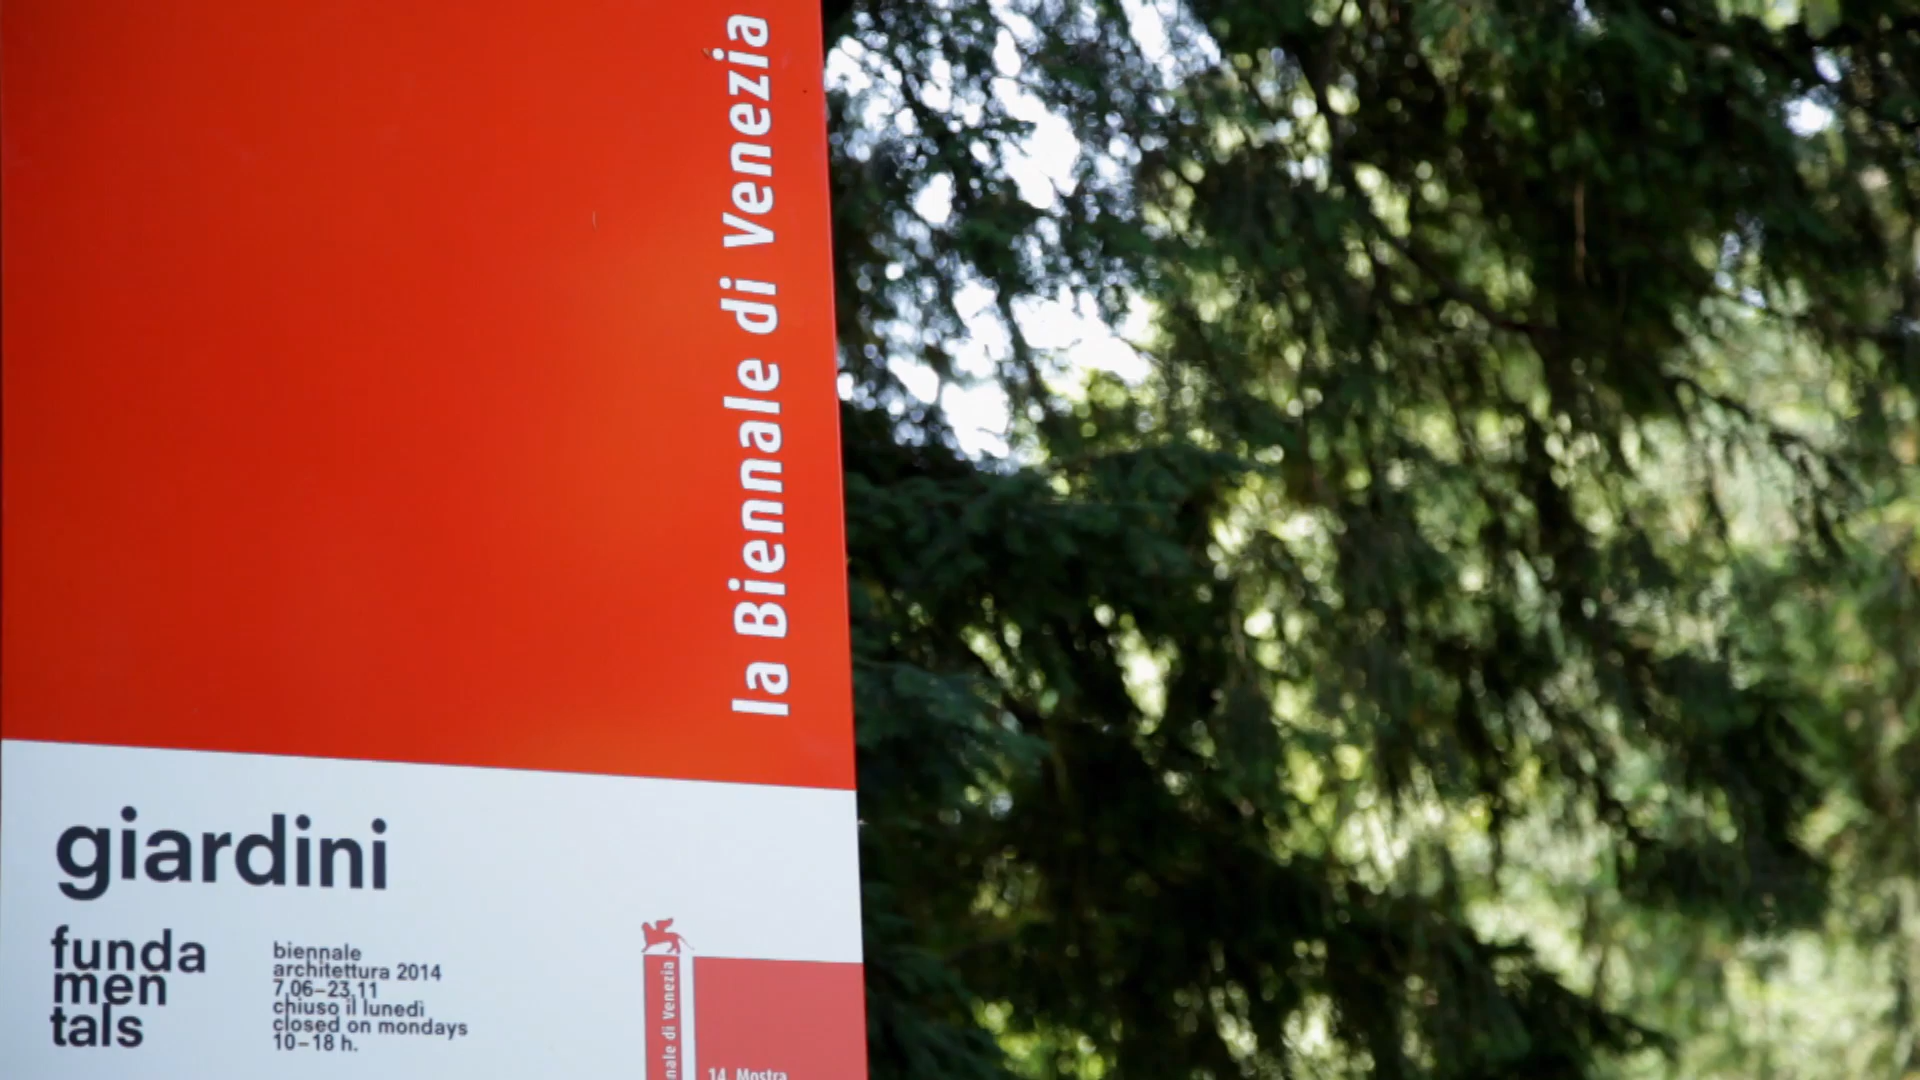 la Biennale di Venezia
giardini
funda
men
tals
biennale
architettura 2014
7.06–23.11
chiuso il lunedì
closed on mondays
10–18 h.
di Venezia
14. Mostra